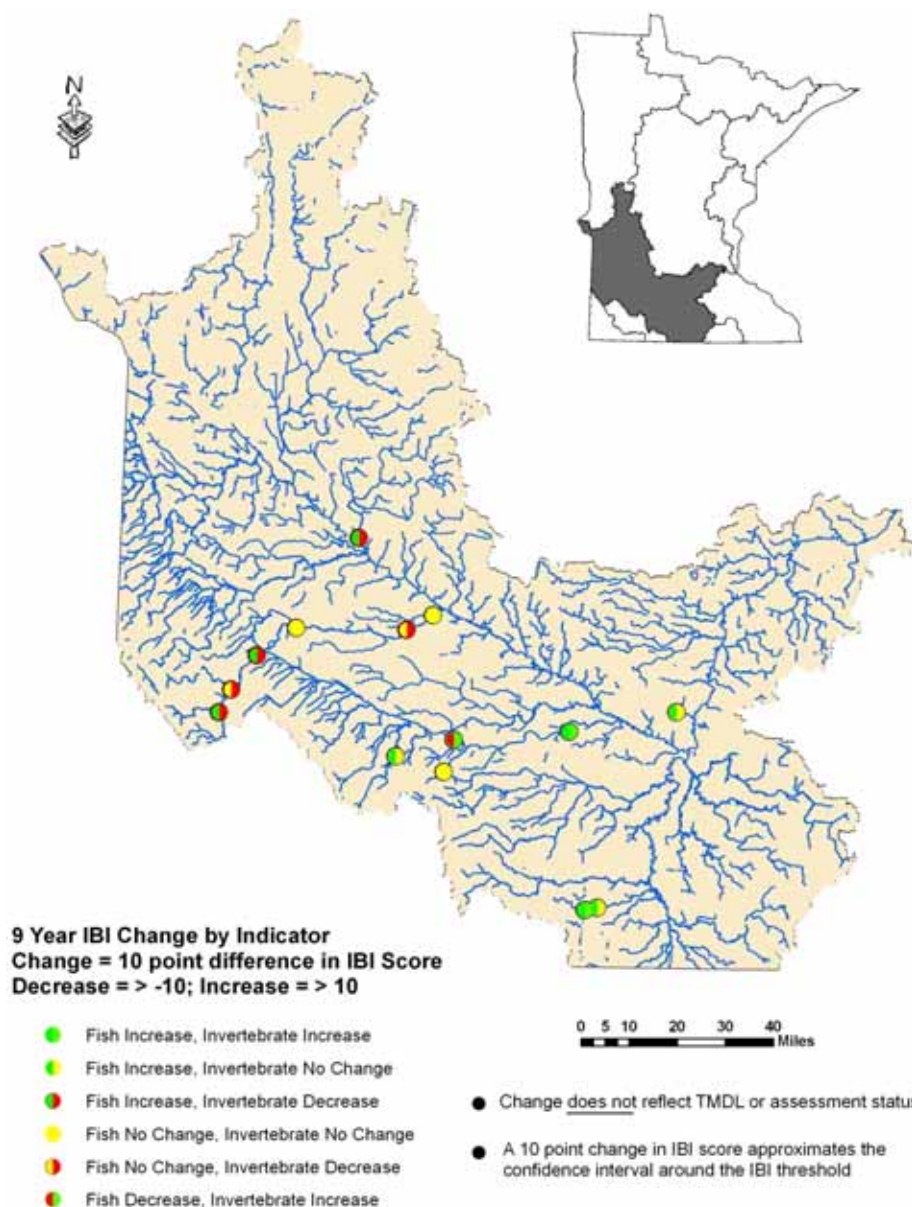 N
9 Year IBI Change by Indicator
Change = 10 point difference in IBI Score
Decrease = > -10; Increase = > 10
Fish Increase, Invertebrate Increase
Fish Increase, Invertebrate No Change
Fish Increase, Invertebrate Decrease
Fish No Change, Invertebrate No Change
Fish No Change, Invertebrate Decrease
Fish Decrease, Invertebrate Increase
0 5 10 20 30 40
Miles
Change does not reflect TMDL or assessment status
A 10 point change in IBI score approximates the
confidence interval around the IBI threshold